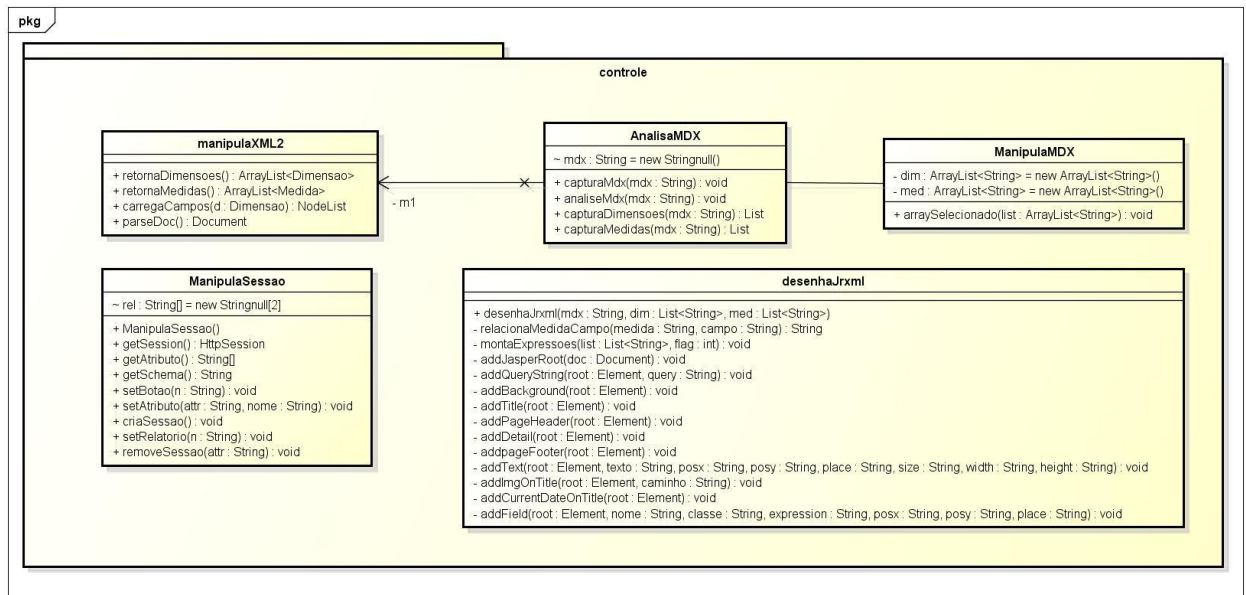 pkg
controle
manipulaXML2
+ retornaDimensoes() : ArrayList<Dimensao>
+ retornaMedidas() : ArrayList<Medida>
+ carregaCampos(d : Dimensao) : NodeList
+ parseDoc() : Document
- m1
AnalisaMDX
~ mdx : String = new Stringnull()
+ capturaMdx(mdx : String) : void
+ analiseMdx(mdx : String) : void
+ capturaDimensoes(mdx : String) : List
+ capturaMedidas(mdx : String) : List
ManipulaMDX
- dim : ArrayList<String> = new ArrayList<String>()
- med : ArrayList<String> = new ArrayList<String>()
+ arraySelecionado(list : ArrayList<String>) : void
ManipulaSessao
~ rel : String[] = new Stringnull[2]
+ ManipulaSessao()
+ getSession() : HttpSession
+ getAtributo() : String[]
+ getSchema() : String
+ setBotao(n : String) : void
+ setAtributo(attr : String, nome : String) : void
+ criaSessao() : void
+ setRelatorio(n : String) : void
+ removeSessao(attr : String) : void
desenhaJrxml
+ desenhaJrxml(mdx : String, dim : List<String>, med : List<String>)
- relacionaMedidaCampo(medida : String, campo : String) : String
- montaExpressoes(list : List<String>, flag : int) : void
- addJasperRoot(doc : Document) : void
- addQueryString(root : Element, query : String) : void
- addBackground(root : Element) : void
- addTitle(root : Element) : void
- addPageHeader(root : Element) : void
- addDetail(root : Element) : void
- addpageFooter(root : Element) : void
- addText(root : Element, texto : String, posx : String, posy : String, place : String, size : String, width : String, height : String) : void
- addImgOnTitle(root : Element, caminho : String) : void
- addCurrentDateOnTitle(root : Element) : void
- addField(root : Element, nome : String, classe : String, expression : String, posx : String, posy : String, place : String) : void